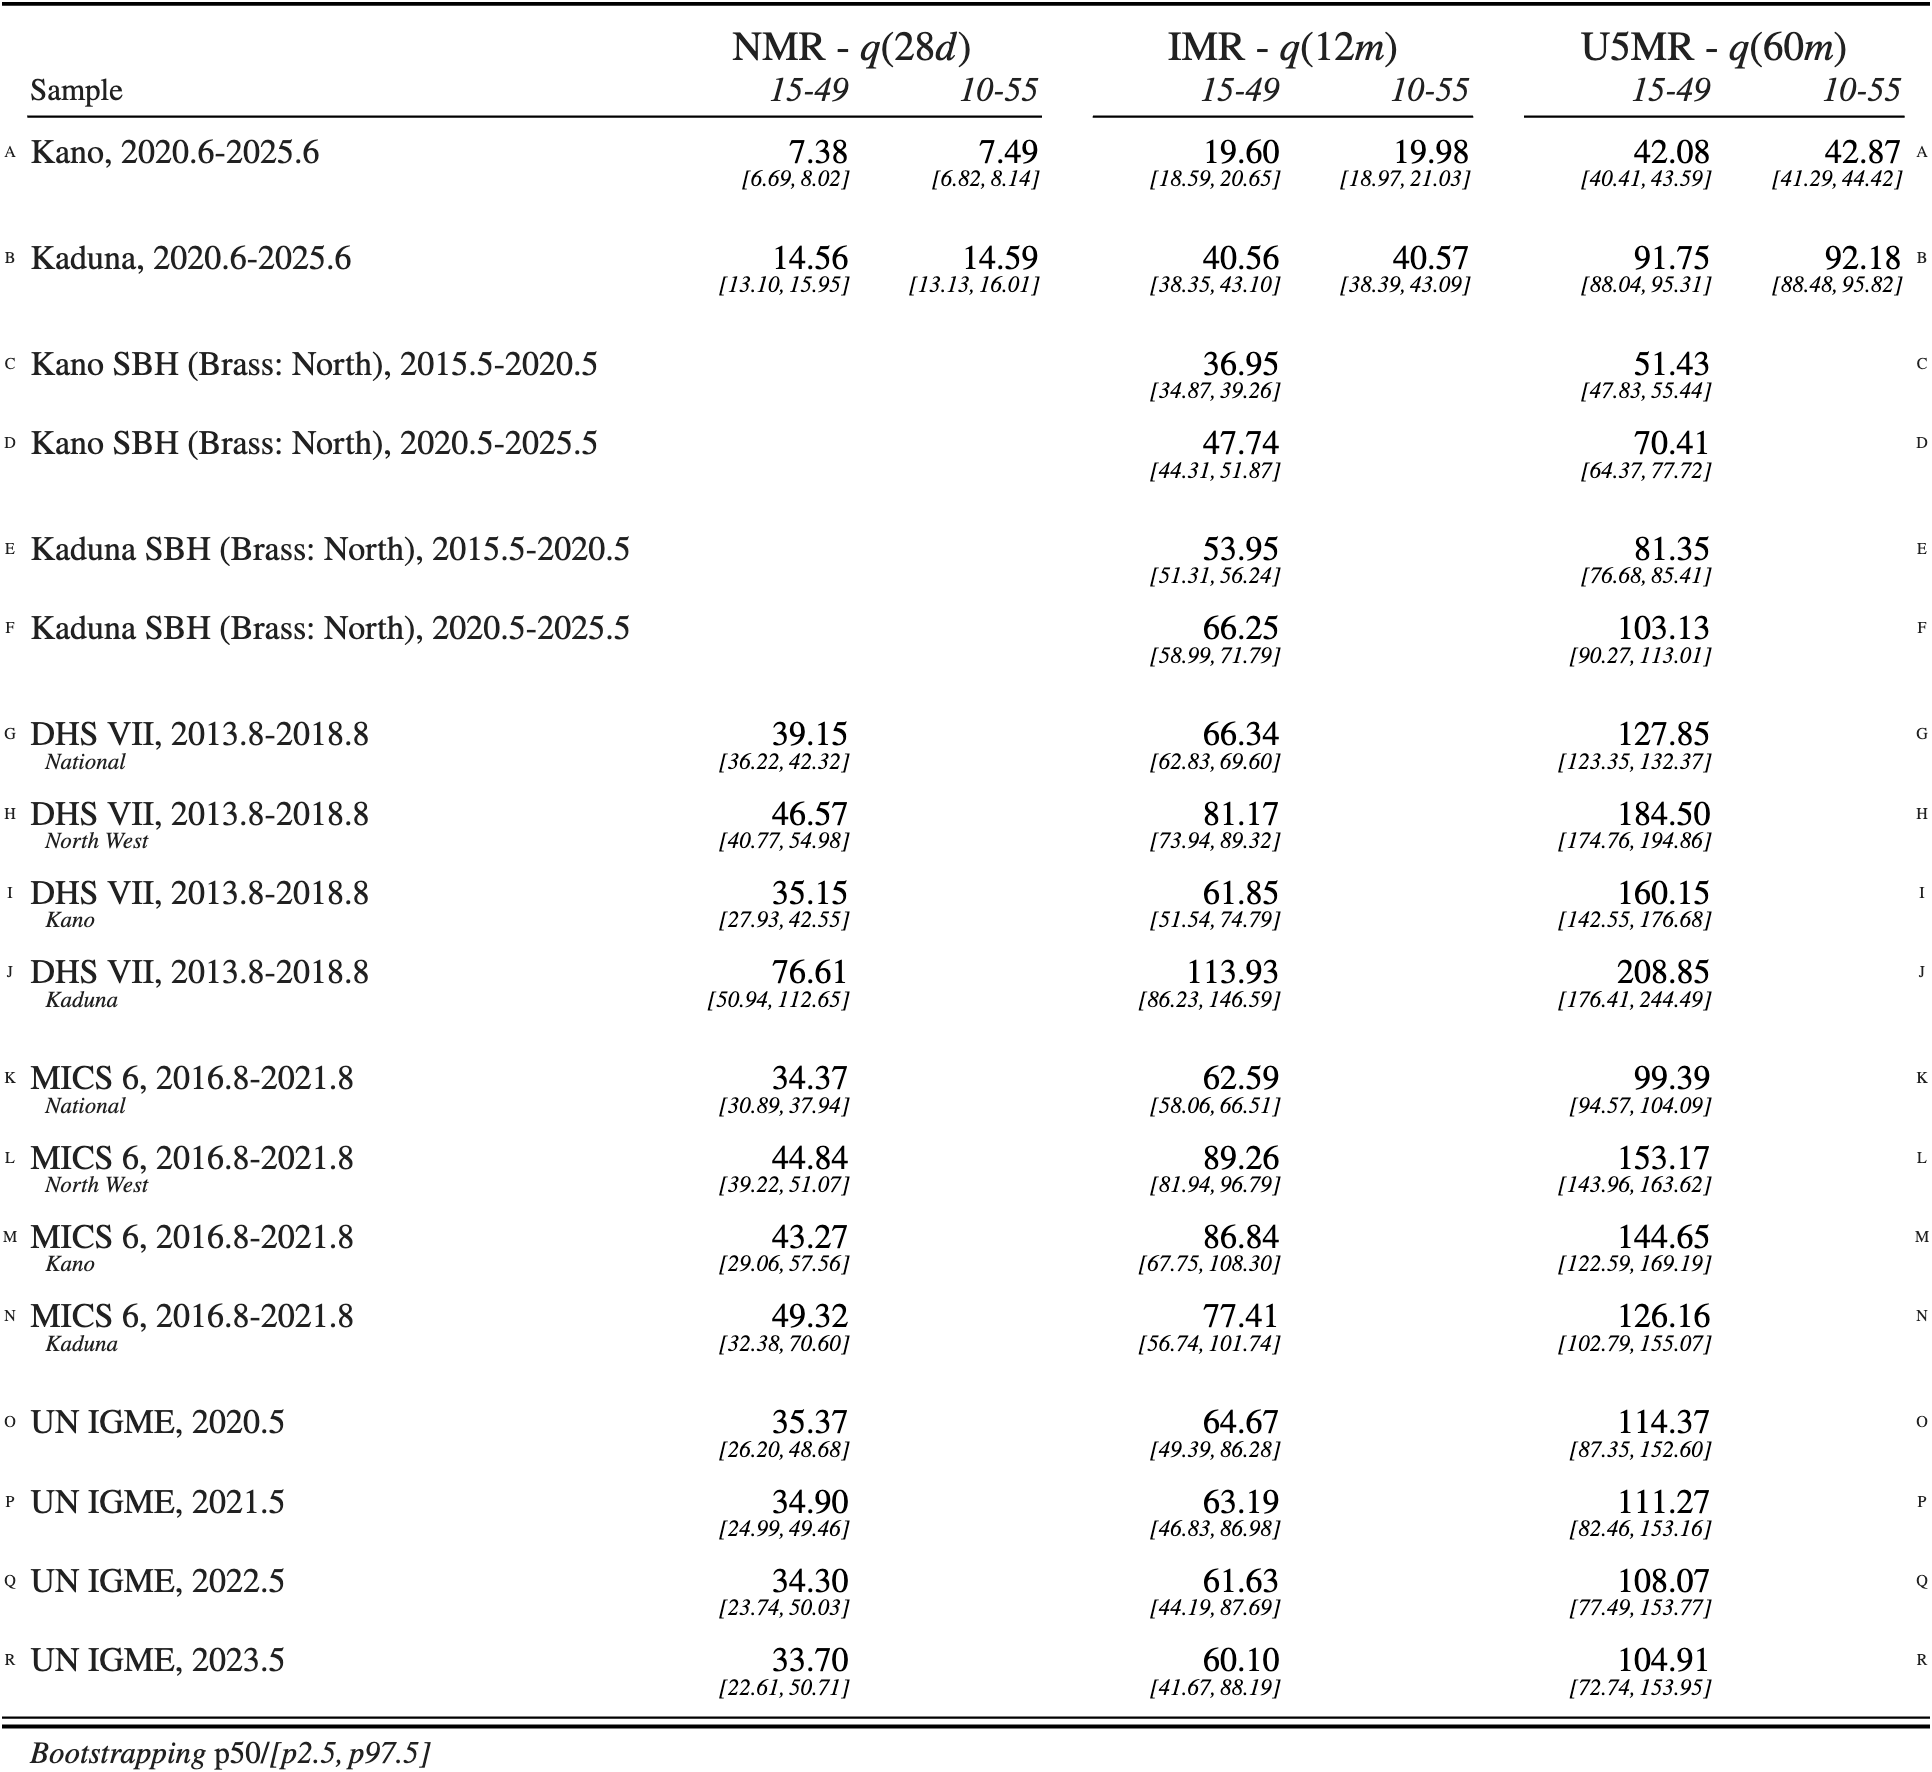 NMR - q(28d) IMR - q(12m) U5MR - q(60m)
Sample 15-49 10-55 15-49 10-55 15-49 10-55
A Kano, 2020.6-2025.6 7.38 7.49 19.60 19.98 42.08 42.87 A
[6.69, 8.02] [6.82, 8.14] [18.59, 20.65] [18.97, 21.03] [40.41, 43.59] [41.29, 44.42]
B Kaduna, 2020.6-2025.6 14.56 14.59 40.56 40.57 91.75 92.18 B
[13.10, 15.95] [13.13, 16.01] [38.35, 43.10] [38.39, 43.09] [88.04, 95.31] [88.48, 95.82]
C Kano SBH (Brass: North), 2015.5-2020.5 36.95 51.43 C
[34.87, 39.26] [47.83, 55.44]
D Kano SBH (Brass: North), 2020.5-2025.5 47.74 70.41 D
[44.31, 51.87] [64.37, 77.72]
E Kaduna SBH (Brass: North), 2015.5-2020.5 53.95 81.35 E
[51.31, 56.24] [76.68, 85.41]
F Kaduna SBH (Brass: North), 2020.5-2025.5 66.25 103.13 F
[58.99, 71.79] [90.27, 113.01]
G DHS VII, 2013.8-2018.8 39.15 66.34 127.85 G
National [36.22, 42.32] [62.83, 69.60] [123.35, 132.37]
H DHS VII, 2013.8-2018.8 46.57 81.17 184.50 H
North West [40.77, 54.98] [73.94, 89.32] [174.76, 194.86]
I DHS VII, 2013.8-2018.8 35.15 61.85 160.15 I
Kano [27.93, 42.55] [51.54, 74.79] [142.55, 176.68]
J DHS VII, 2013.8-2018.8 76.61 113.93 208.85 J
Kaduna [50.94, 112.65] [86.23, 146.59] [176.41, 244.49]
K MICS 6, 2016.8-2021.8 34.37 62.59 99.39 K
National [30.89, 37.94] [58.06, 66.51] [94.57, 104.09]
L MICS 6, 2016.8-2021.8 44.84 89.26 153.17 L
North West [39.22, 51.07] [81.94, 96.79] [143.96, 163.62]
M MICS 6, 2016.8-2021.8 43.27 86.84 144.65 M
Kano [29.06, 57.56] [67.75, 108.30] [122.59, 169.19]
N MICS 6, 2016.8-2021.8 49.32 77.41 126.16 N
Kaduna [32.38, 70.60] [56.74, 101.74] [102.79, 155.07]
O UN IGME, 2020.5 35.37 64.67 114.37 O
[26.20, 48.68] [49.39, 86.28] [87.35, 152.60]
P UN IGME, 2021.5 34.90 63.19 111.27 P
[24.99, 49.46] [46.83, 86.98] [82.46, 153.16]
Q UN IGME, 2022.5 34.30 61.63 108.07 Q
[23.74, 50.03] [44.19, 87.69] [77.49, 153.77]
R UN IGME, 2023.5 33.70 60.10 104.91 R
[22.61, 50.71] [41.67, 88.19] [72.74, 153.95]
Bootstrapping p50/[p2.5, p97.5]